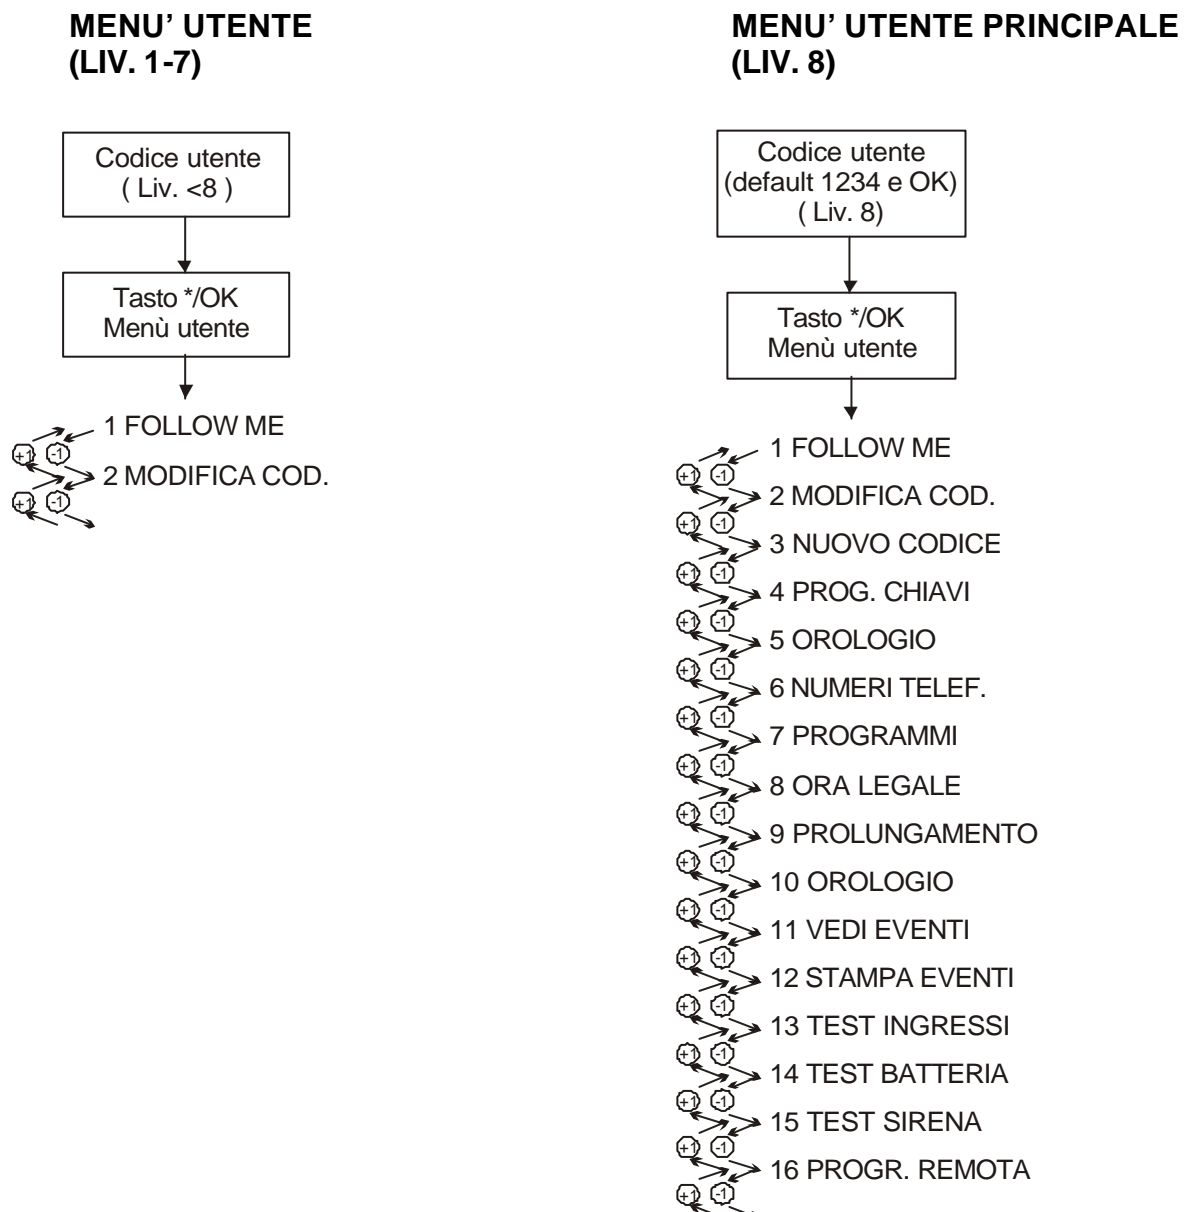 MENU' UTENTE
(LIV. 1-7)
Codice utente
( Liv. <8 )
Tasto */OK
Menù utente
1 FOLLOW ME
+1 -1
2 MODIFICA COD.
+1 -1
MENU' UTENTE PRINCIPALE
(LIV. 8)
Codice utente
(default 1234 e OK)
( Liv. 8)
Tasto */OK
Menù utente
1 FOLLOW ME
+1 -1
2 MODIFICA COD.
+1 -1
3 NUOVO CODICE
+1 -1
4 PROG. CHIAVI
+1 -1
5 OROLOGIO
+1 -1
6 NUMERI TELEF.
+1 -1
7 PROGRAMMI
+1 -1
8 ORA LEGALE
+1 -1
9 PROLUNGAMENTO
+1 -1
10 OROLOGIO
+1 -1
11 VEDI EVENTI
+1 -1
12 STAMPA EVENTI
+1 -1
13 TEST INGRESSI
+1 -1
14 TEST BATTERIA
+1 -1
15 TEST SIRENA
+1 -1
16 PROGR. REMOTA
+1 -1